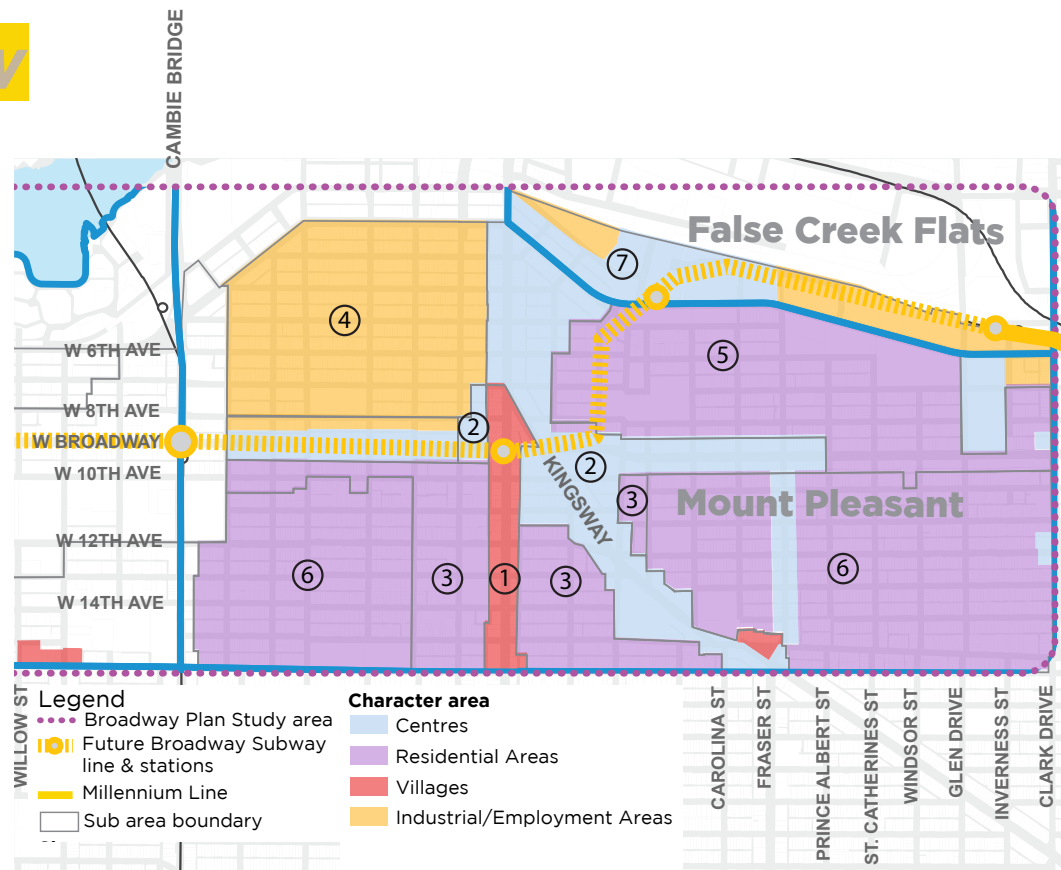 W
CAMBIE BRIDGE
False Creek Flats
7
4
5
W 6TH AVE
W 8TH AVE
2
W BROADWAY
2
W 10TH AVE
KINGSWAY
3
Mount Pleasant
W 12TH AVE
6
3
1
3
6
W 14TH AVE
WILLOW ST
Legend
Broadway Plan Study area
Future Broadway Subway
line & stations
Millennium Line
Sub area boundary
Character area
Centres
Residential Areas
Villages
Industrial/Employment Areas
CAROLINA ST
FRASER ST
PRINCE ALBERT ST
ST. CATHERINES ST
WINDSOR ST
GLEN DRIVE
INVERNESS ST
CLARK DRIVE